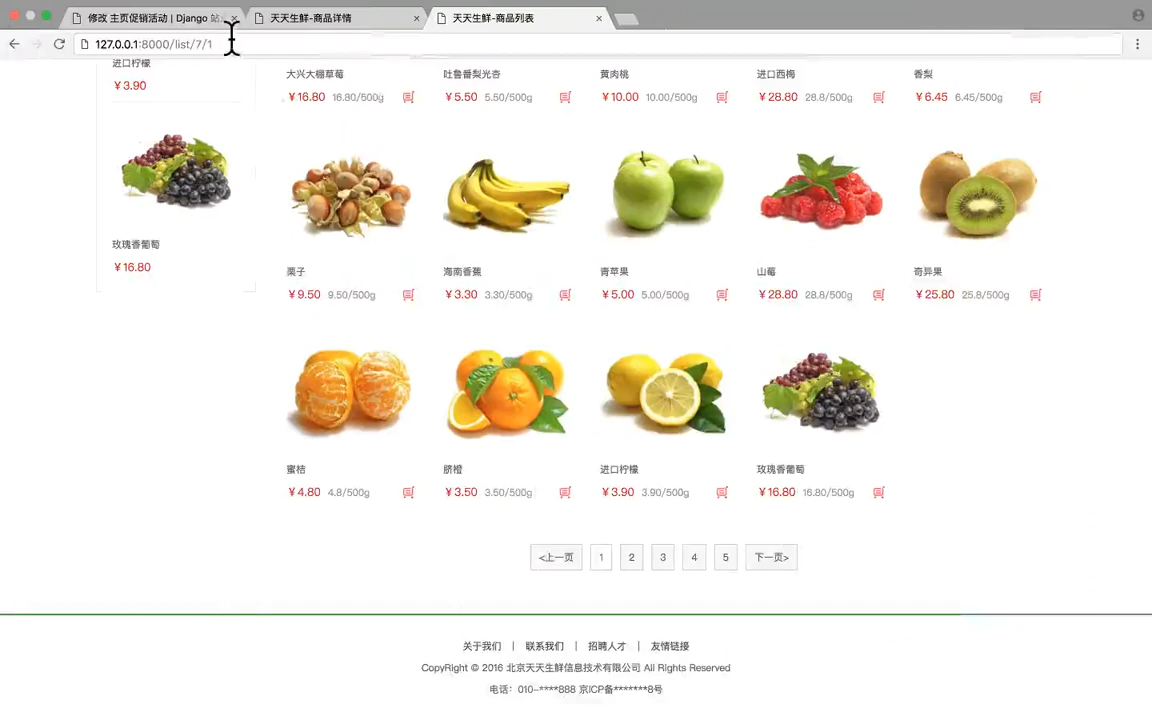 修改 主页促销活动 | Django 站
天天生鲜-商品详情
天天生鲜-商品列表
127.0.0.1:8000/list/7/1
进口柠檬
￥3.90
玫瑰香葡萄
￥16.80
大兴大棚草莓 吐鲁番梨光杏 黄肉桃 进口西梅 香梨
￥16.80 16.80/500g ￥5.50 5.50/500g ￥10.00 10.00/500g ￥28.80 28.8/500g ￥6.45 6.45/500g
栗子 海南香蕉 青苹果 山莓 奇异果
￥9.50 9.50/500g ￥3.30 3.30/500g ￥5.00 5.00/500g ￥28.80 28.8/500g ￥25.80 25.8/500g
蜜桔 脐橙 进口柠檬 玫瑰香葡萄
￥4.80 4.8/500g ￥3.50 3.50/500g ￥3.90 3.90/500g ￥16.80 16.80/500g
<上一页 1 2 3 4 5 下一页>
关于我们 | 联系我们 | 招聘人才 | 友情链接
CopyRight © 2016 北京天天生鲜信息技术有限公司 All Rights Reserved
电话：010-****888 京ICP备*******8号